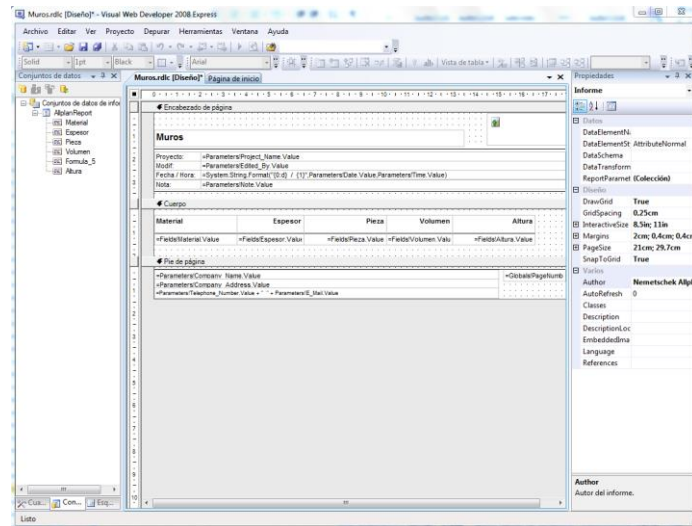 Muros.rdlc [Diseño]* - Visual Web Developer 2008 Express
Archivo Editar Ver Proyecto Depurar Herramientas Ventana Ayuda
Solid 1pt Black Arial Vista de tabla
Conjuntos de datos
Conjuntos de datos de infor
AllplanReport
Material
Espesor
Pieza
Volumen
Formula_5
Altura
Muros.rdlc [Diseño]* Página de inicio
Encabezado de página
Muros
Proyecto: =Parameters!Project_Name.Value
Modif: =Parameters!Edited_By.Value
Fecha / Hora: =System.String.Format("{0:d} / {1}",Parameters!Date.Value,Parameters!Time.Value)
Nota: =Parameters!Note.Value
Cuerpo
Material Espesor Pieza Volumen Altura
=Fields!Material.Value =Fields!Espesor.Value =Fields!Pieza.Value =Fields!Volumen.Valu =Fields!Altura.Value
Pie de página
=Parameters!Company_Name.Value =Globals!PageNumb
=Parameters!Company_Address.Value
=Parameters!Telephone_Number.Value + " " + Parameters!E_Mail.Value
Propiedades
Informe
Datos
DataElementN
DataElementSt AttributeNormal
DataSchema
DataTransform
ReportParamet (Colección)
Diseño
DrawGrid True
GridSpacing 0,25cm
InteractiveSize 8,5in; 11in
Margins 2cm; 0,4cm; 0,4c
PageSize 21cm; 29,7cm
SnapToGrid True
Varios
Author Nemetschek Allpl
AutoRefresh 0
Classes
Description
DescriptionLoc
EmbeddedIma
Language
References
Author
Autor del informe.
Cua... Con... Esq...
Listo